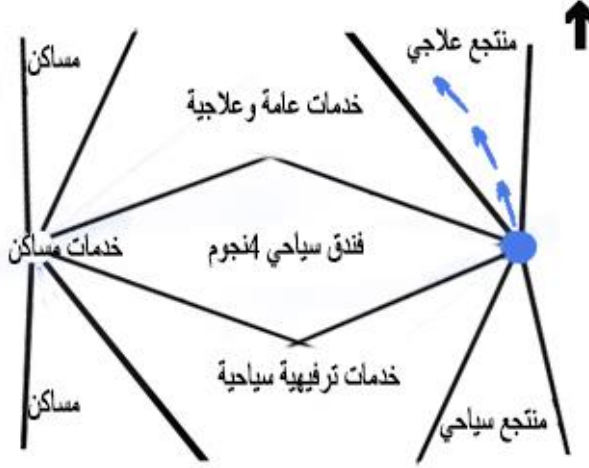 منتجع علاجي
مساكن
خدمات عامة وعلاجية
خدمات مساكن
فندق سياحي 4نجوم
خدمات ترفيهية سياحية
مساكن
منتجع سياحي